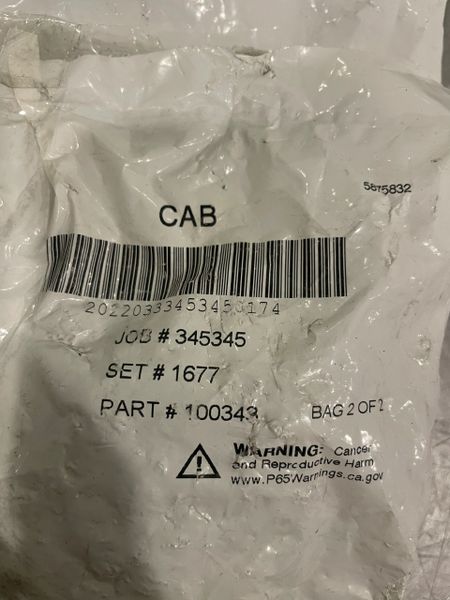 5875832
CAB
20220333453453174
JOB # 345345
SET # 1677
PART # 100343
BAG 2 OF 2
WARNING: Cancer
and Reproductive Harm
www.P65Warnings.ca.gov